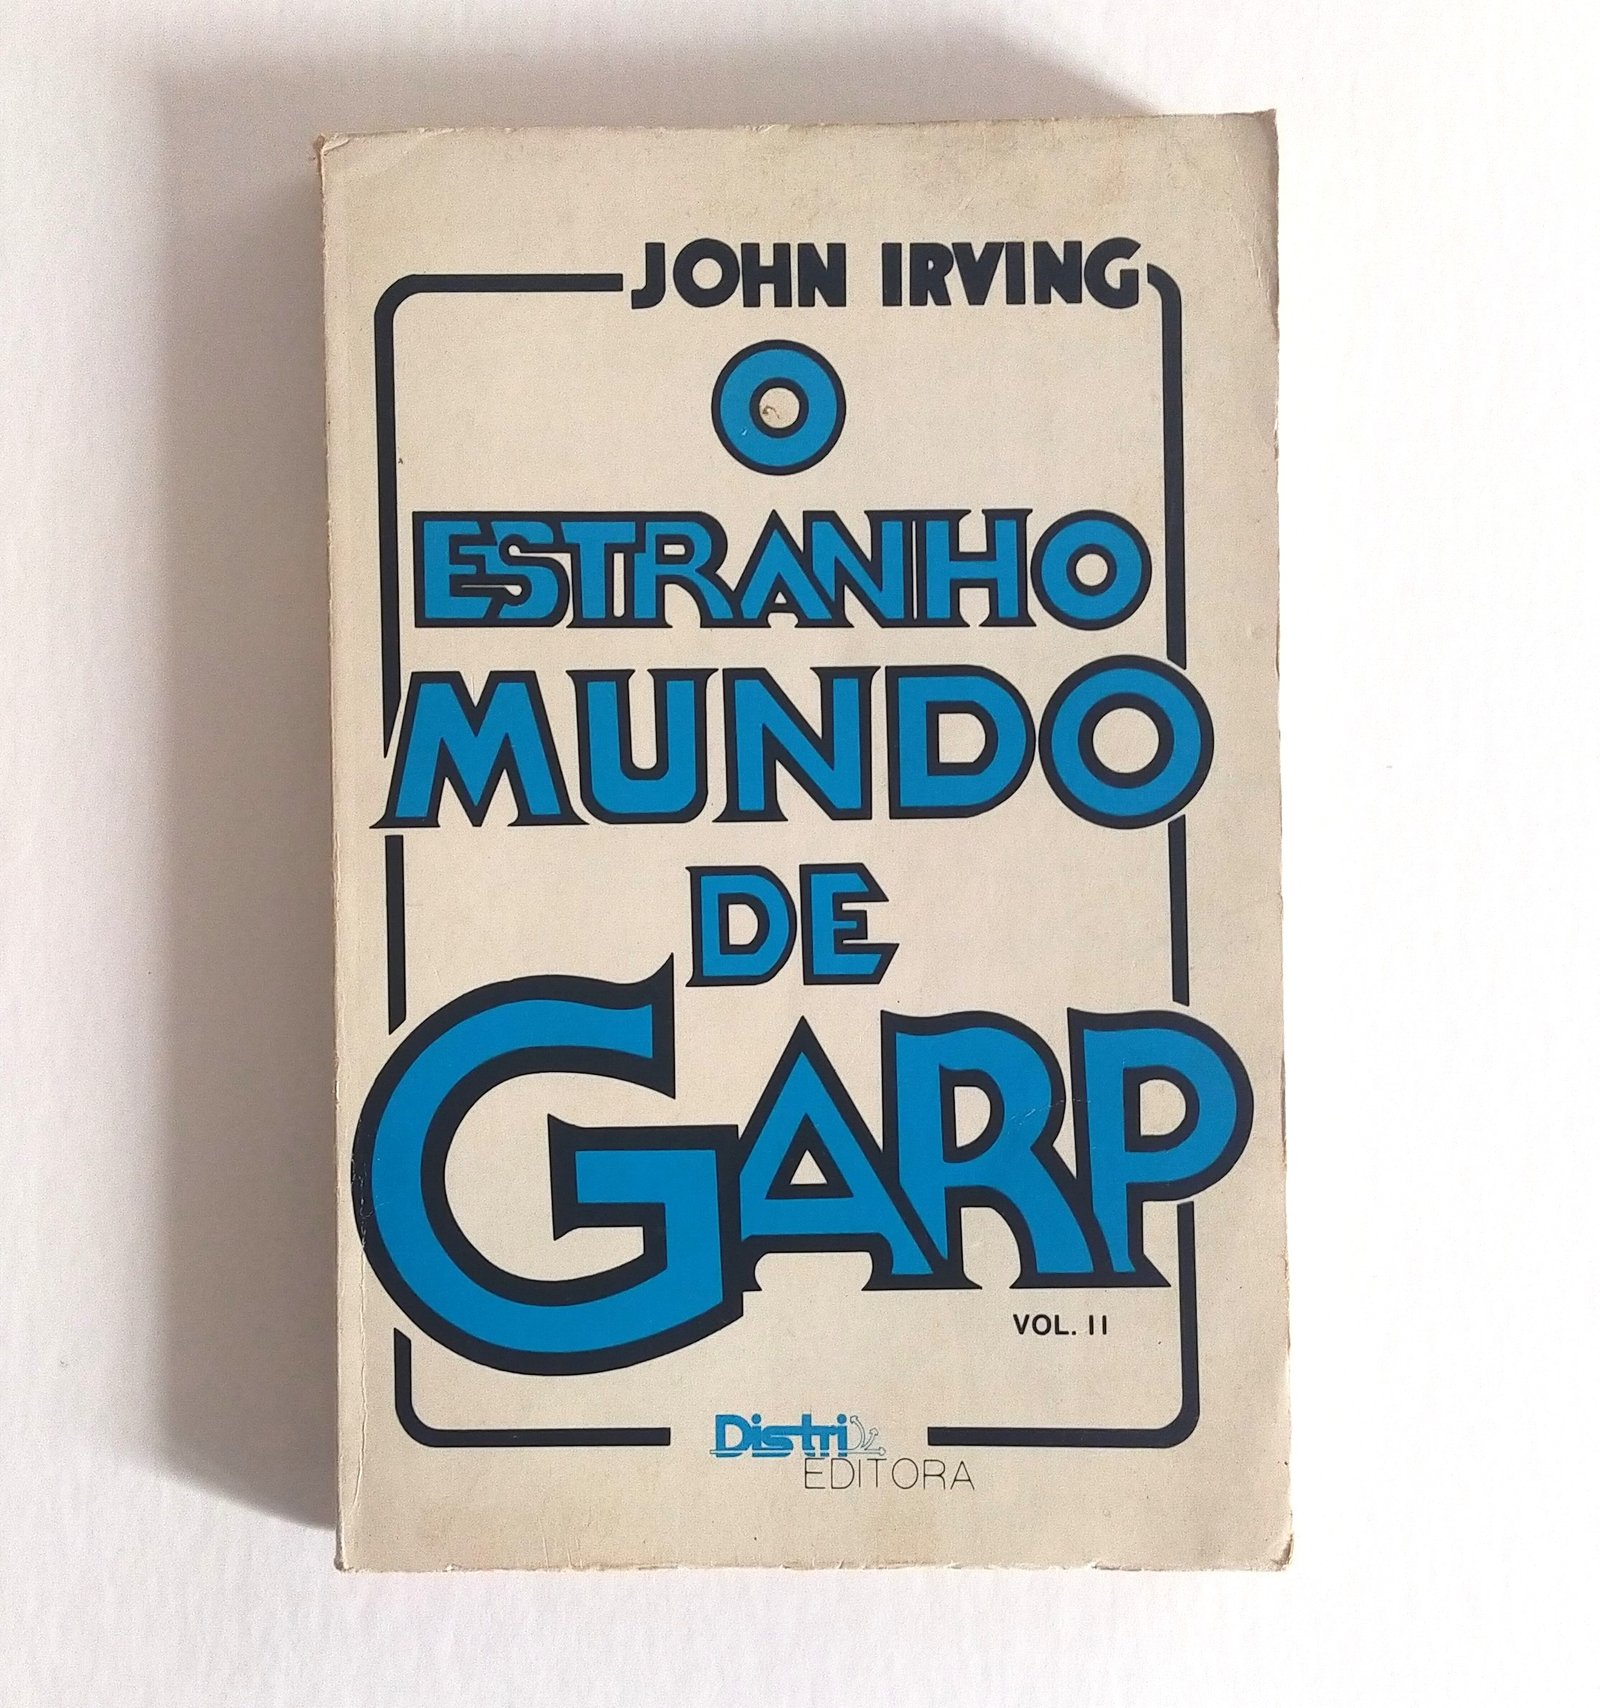 JOHN IRVING
O
ESTRANHO
MUNDO
DE
GARP
VOL. II
Distri
EDITORA